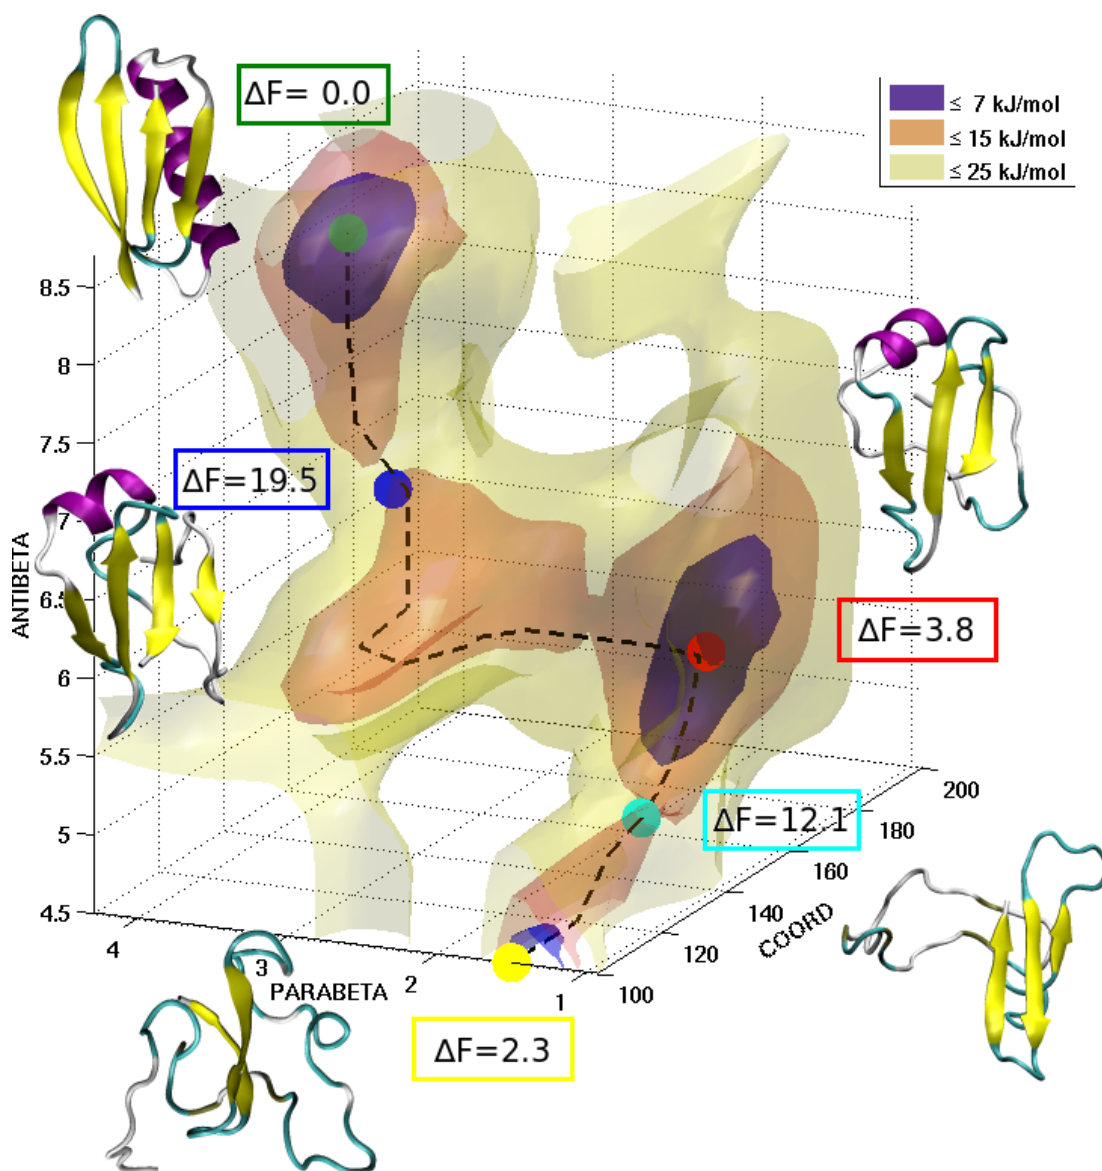 ΔF= 0.0
≤ 7 kJ/mol
≤ 15 kJ/mol
≤ 25 kJ/mol
8.5
8
7.5
ΔF=19.5
7
ANTIBETA
6.5
ΔF=3.8
6
5.5
5
4.5
ΔF=12.1
200
180
160
140
120
100
COORD
4
3
2
1
PARABETA
ΔF=2.3